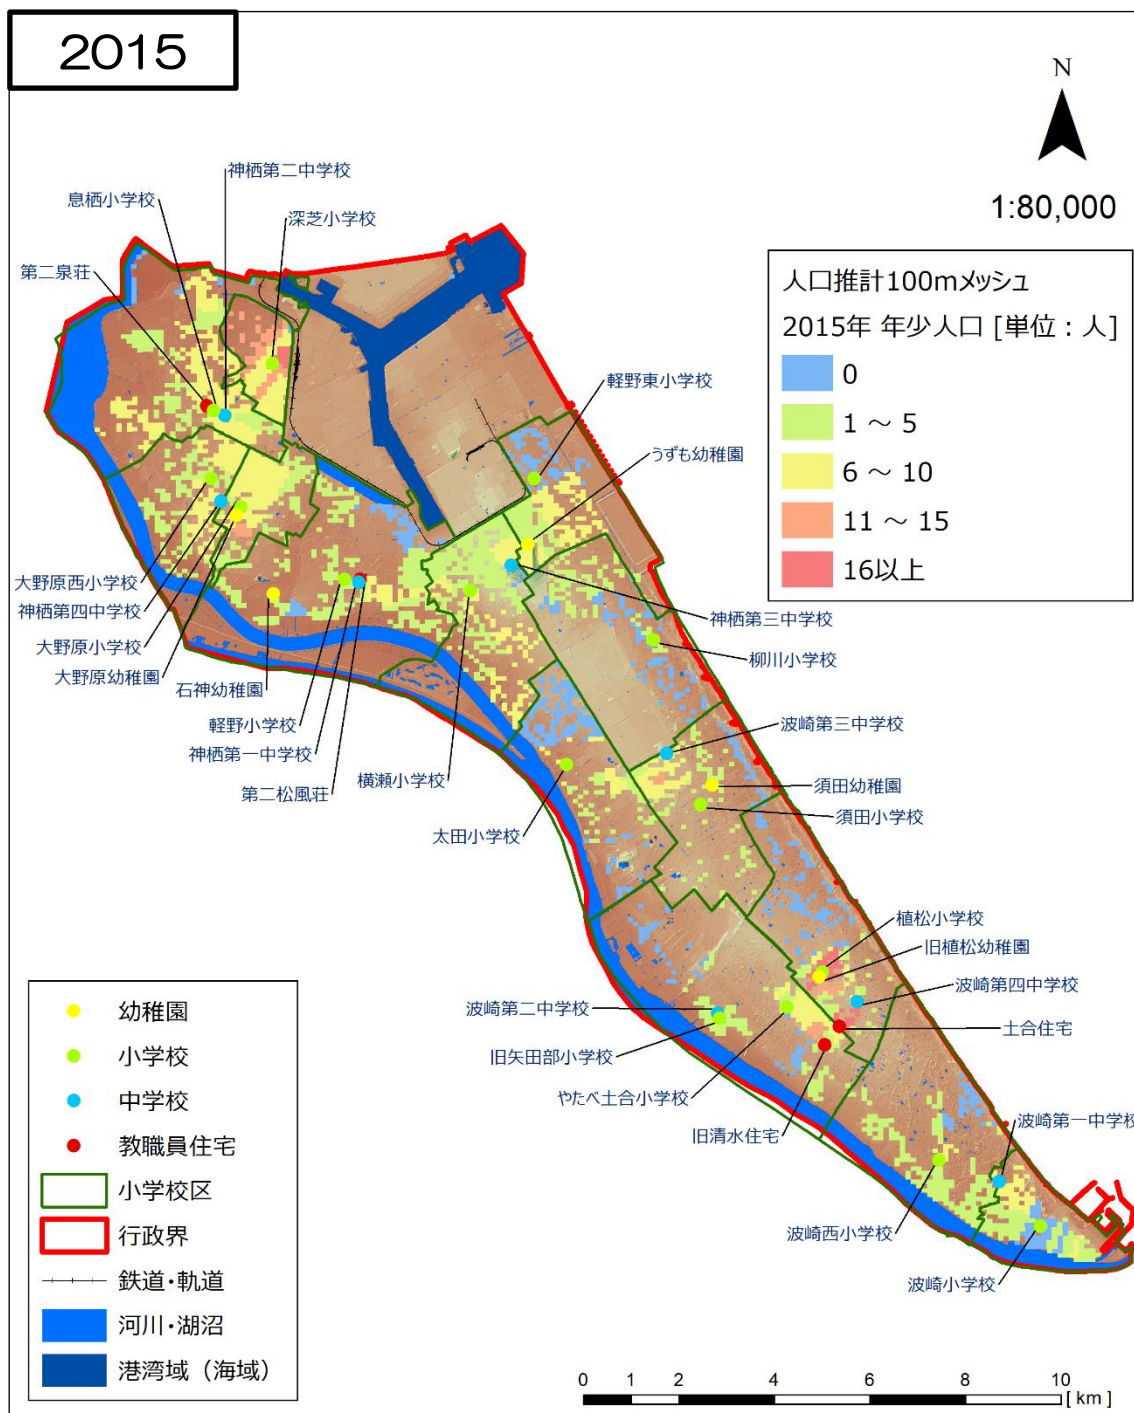 2015
N
1:80,000
人口推計100mメッシュ
2015年 年少人口 [単位：人]
0
1 ～ 5
6 ～ 10
11 ～ 15
16以上
神栖第二中学校
息栖小学校
深芝小学校
第二泉荘
軽野東小学校
うずも幼稚園
大野原西小学校
神栖第四中学校
大野原小学校
大野原幼稚園
石神幼稚園
軽野小学校
神栖第一中学校
第二松風荘
横瀬小学校
神栖第三中学校
柳川小学校
波崎第三中学校
須田幼稚園
須田小学校
太田小学校
植松小学校
旧植松幼稚園
波崎第四中学校
土合住宅
波崎第二中学校
旧矢田部小学校
やたべ土合小学校
旧清水住宅
波崎第一中学校
波崎西小学校
波崎小学校
幼稚園
小学校
中学校
教職員住宅
小学校区
行政界
鉄道・軌道
河川・湖沼
港湾域（海域）
0 1 2 4 6 8 10
[ km ]